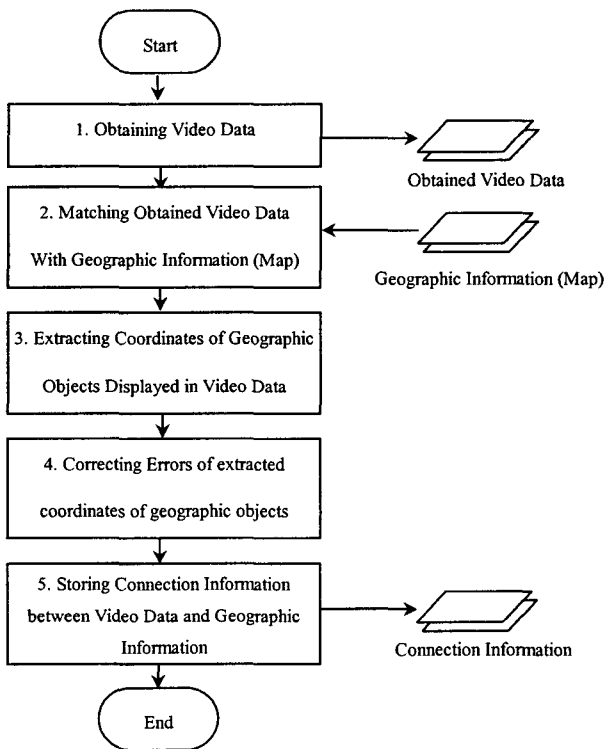 Start
1. Obtaining Video Data
Obtained Video Data
2. Matching Obtained Video Data
With Geographic Information (Map)
Geographic Information (Map)
3. Extracting Coordinates of Geographic
Objects Displayed in Video Data
4. Correcting Errors of extracted
coordinates of geographic objects
5. Storing Connection Information
between Video Data and Geographic
Information
Connection Information
End